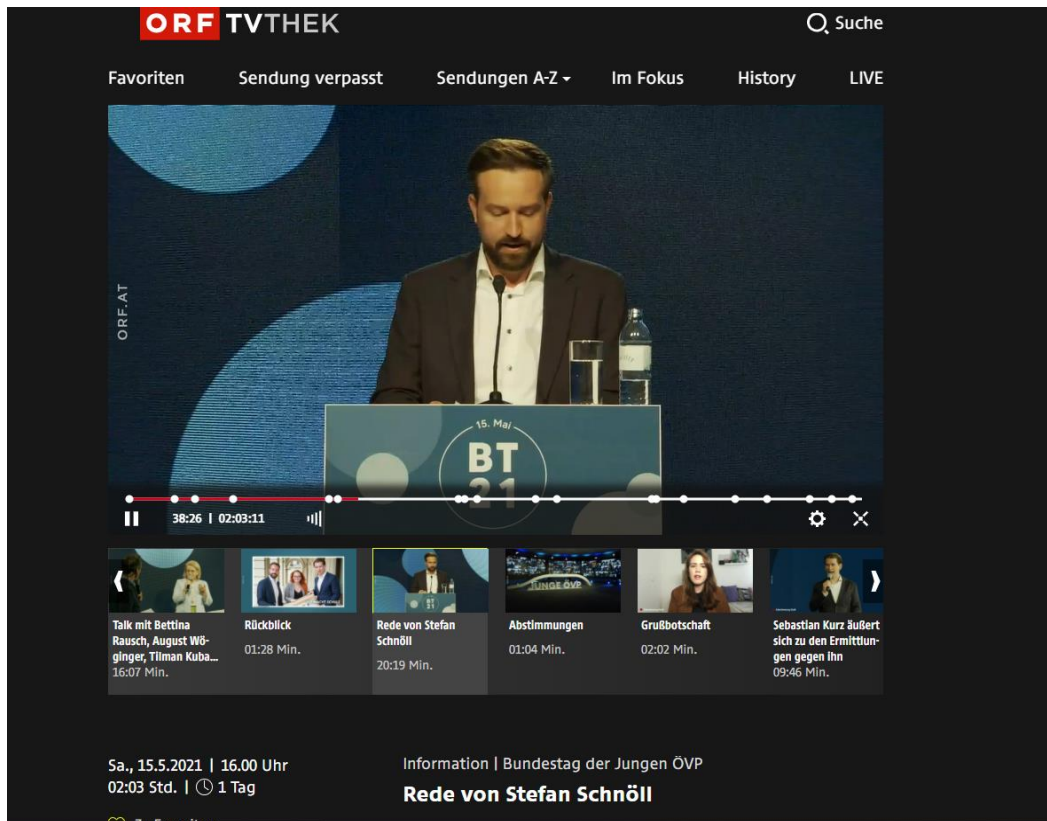 ORF TVTHEK
Suche
Favoriten Sendung verpasst Sendungen A-Z Im Fokus History LIVE
ORF.AT
15. Mai
BT
21
38:26 | 02:03:11
JUNGE ÖVP
Talk mit Bettina
Rausch, August Wö-
ginger, Tilman Kuba...
16:07 Min.
Rückblick
01:28 Min.
Rede von Stefan
Schnöll
20:19 Min.
Abstimmungen
01:04 Min.
Grußbotschaft
02:02 Min.
Sebastian Kurz äußert
sich zu den Ermittlun-
gen gegen ihn
09:46 Min.
Sa., 15.5.2021 | 16.00 Uhr
02:03 Std. | 1 Tag
Information | Bundestag der Jungen ÖVP
Rede von Stefan Schnöll